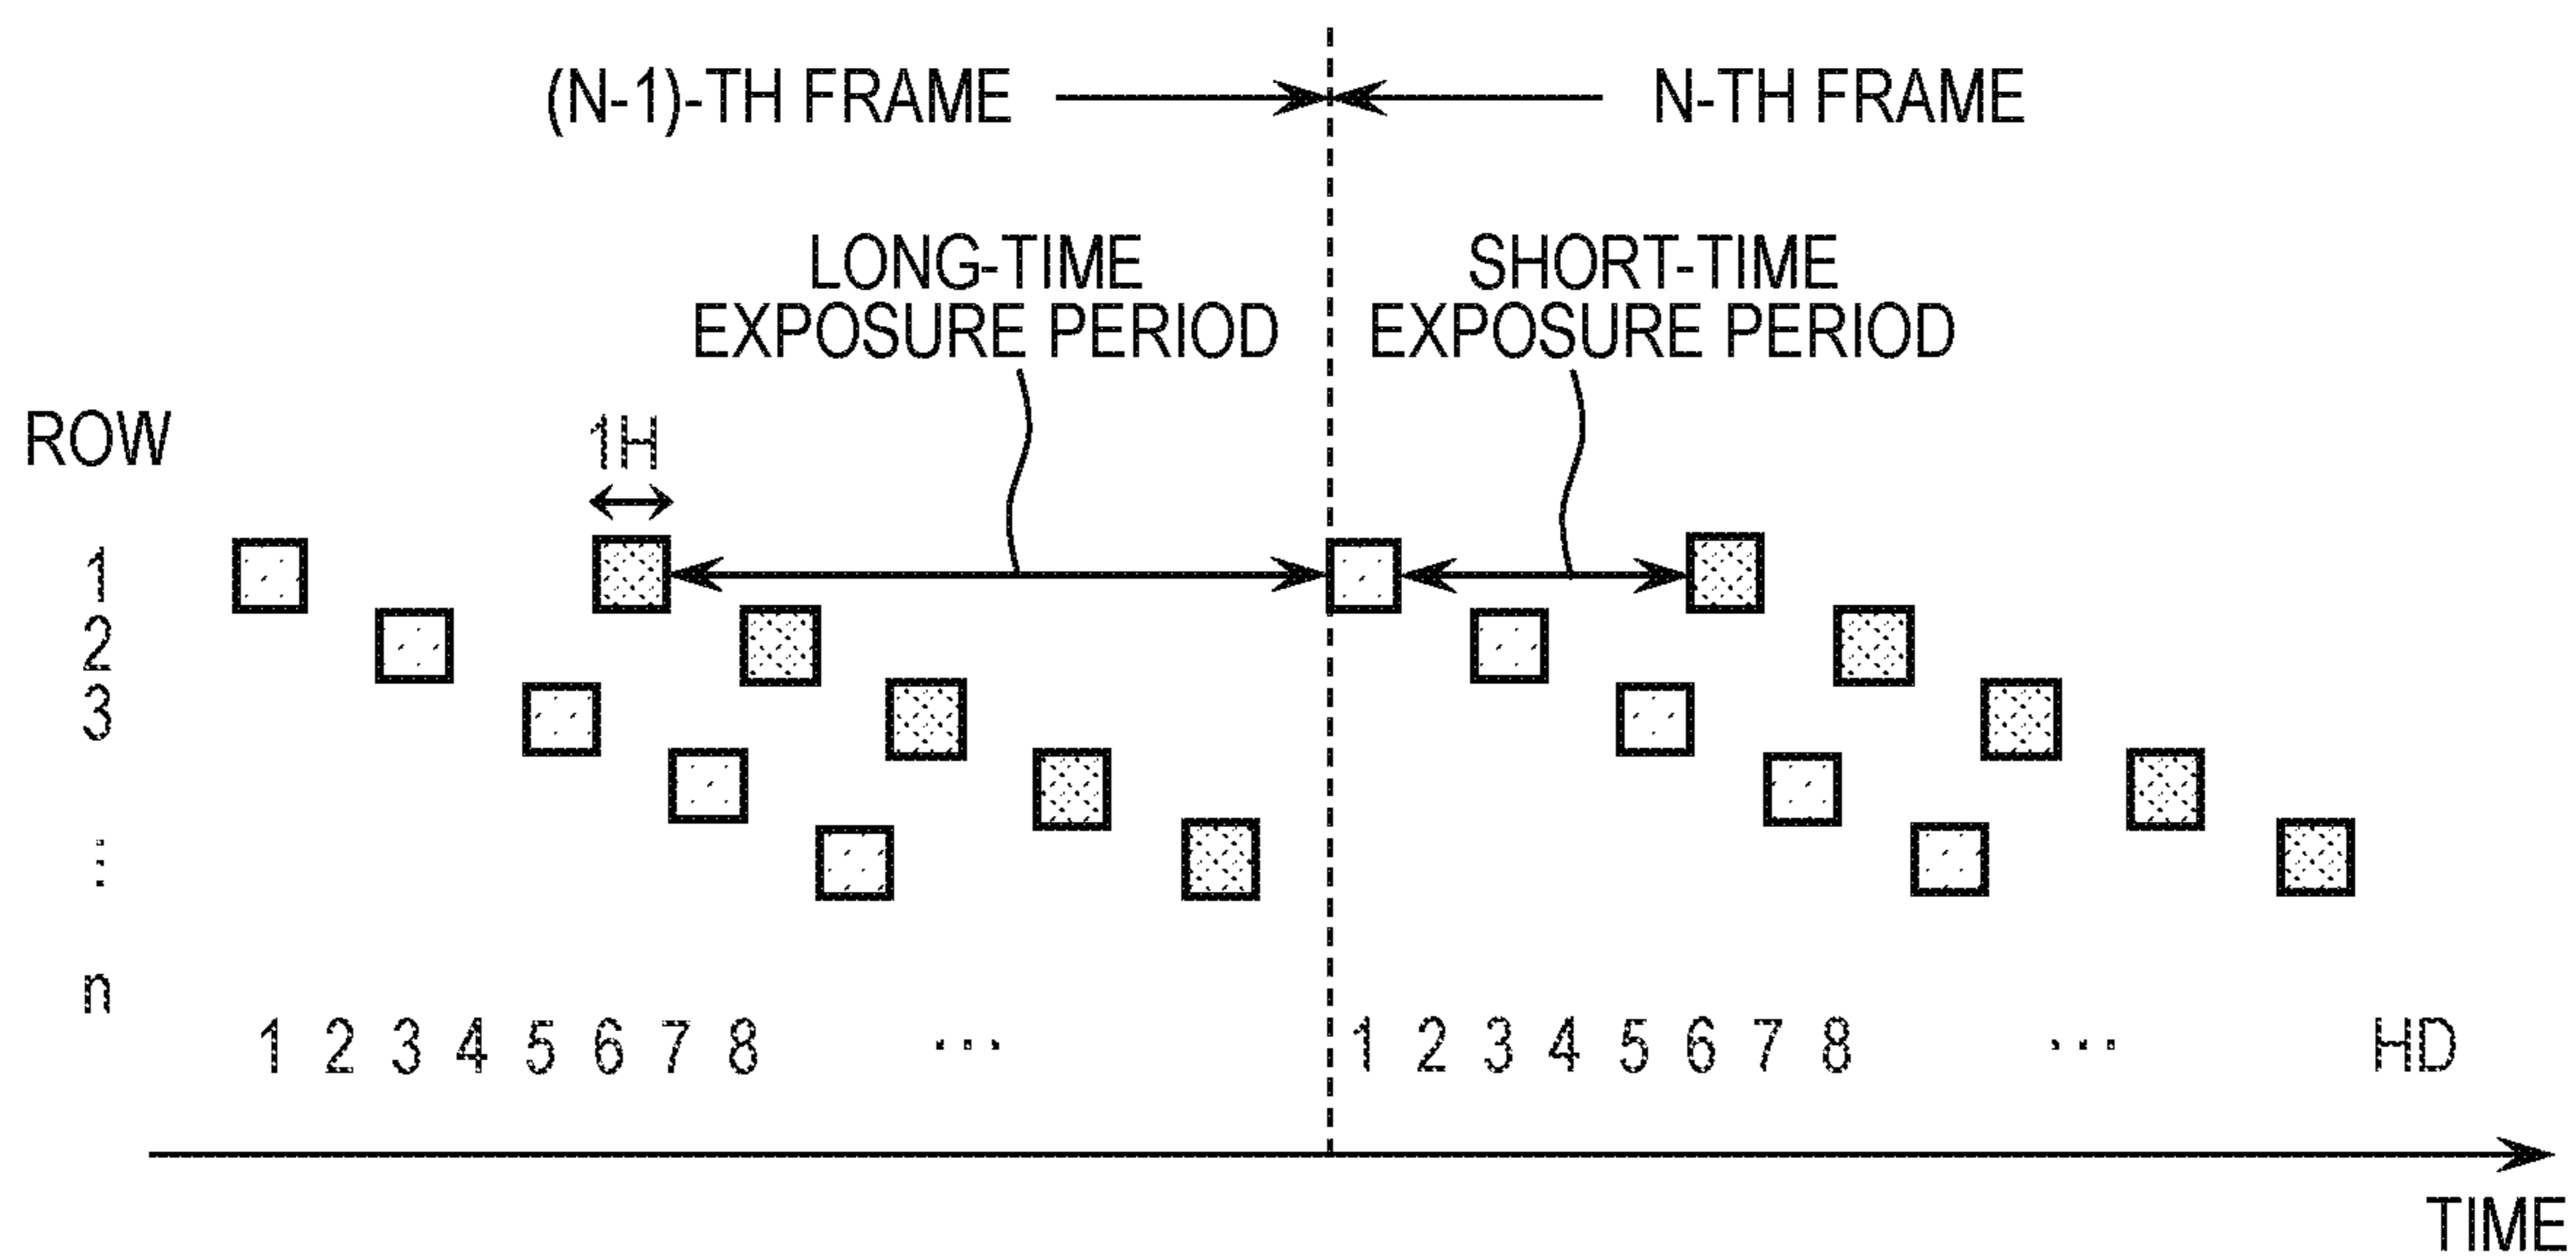 (N-1)-TH FRAME N-TH FRAME
LONG-TIME
EXPOSURE PERIOD
SHORT-TIME
EXPOSURE PERIOD
ROW
1H
1
2
3
⋮
n
1 2 3 4 5 6 7 8 ... 1 2 3 4 5 6 7 8 ... HD
TIME